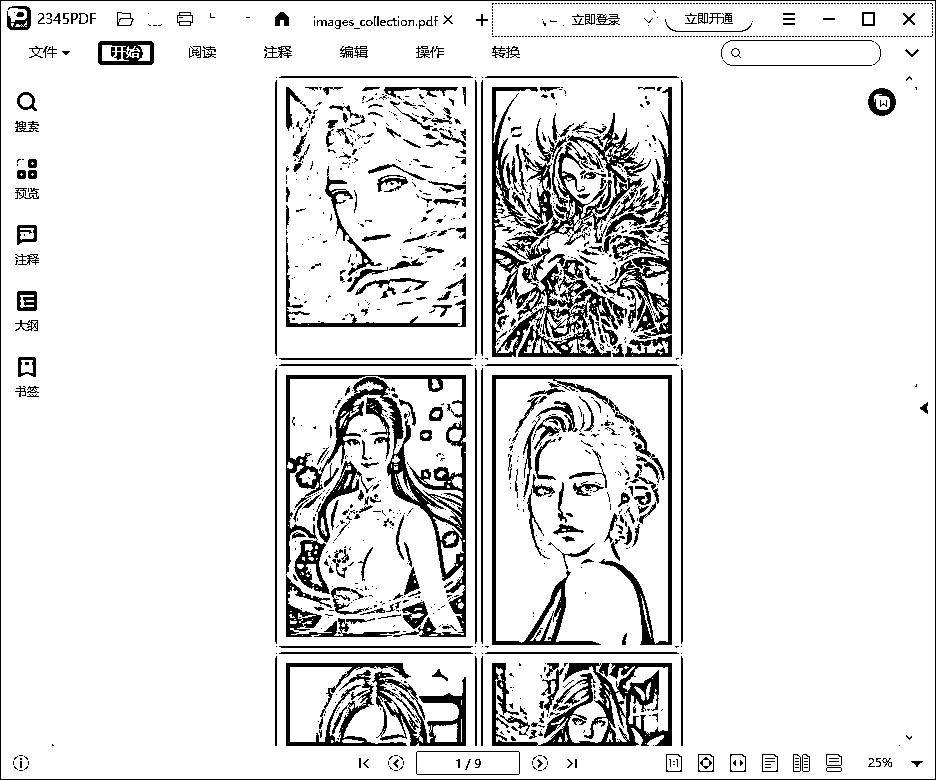 2345PDF
images_collection.pdf
立即登录
立即开通
文件
开始
阅读
注释
编辑
操作
转换
搜索
预览
注释
大纲
书签
1 / 9
1:1
25%